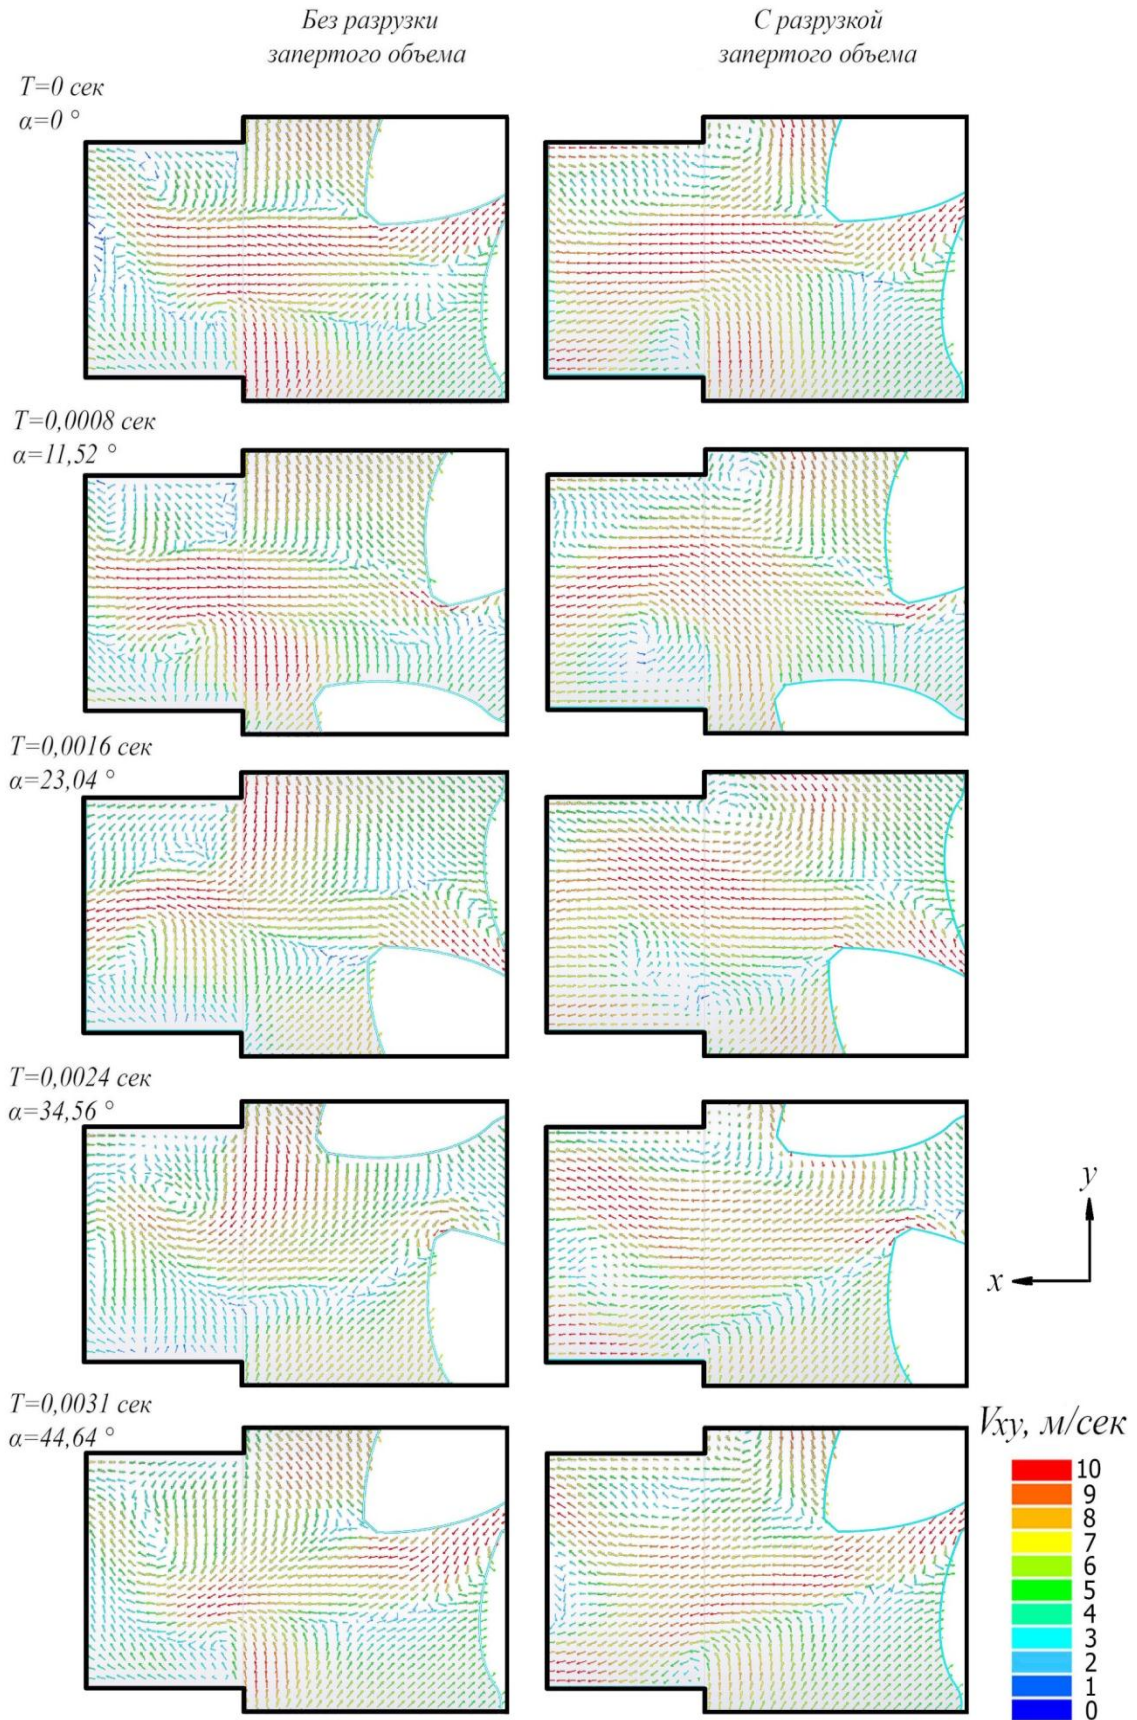 Без разрузки
запертого объема
С разрузкой
запертого объема
T=0 сек
α=0 °
T=0,0008 сек
α=11,52 °
T=0,0016 сек
α=23,04 °
T=0,0024 сек
α=34,56 °
y
x
T=0,0031 сек
α=44,64 °
Vxy, м/сек
10
9
8
7
6
5
4
3
2
1
0